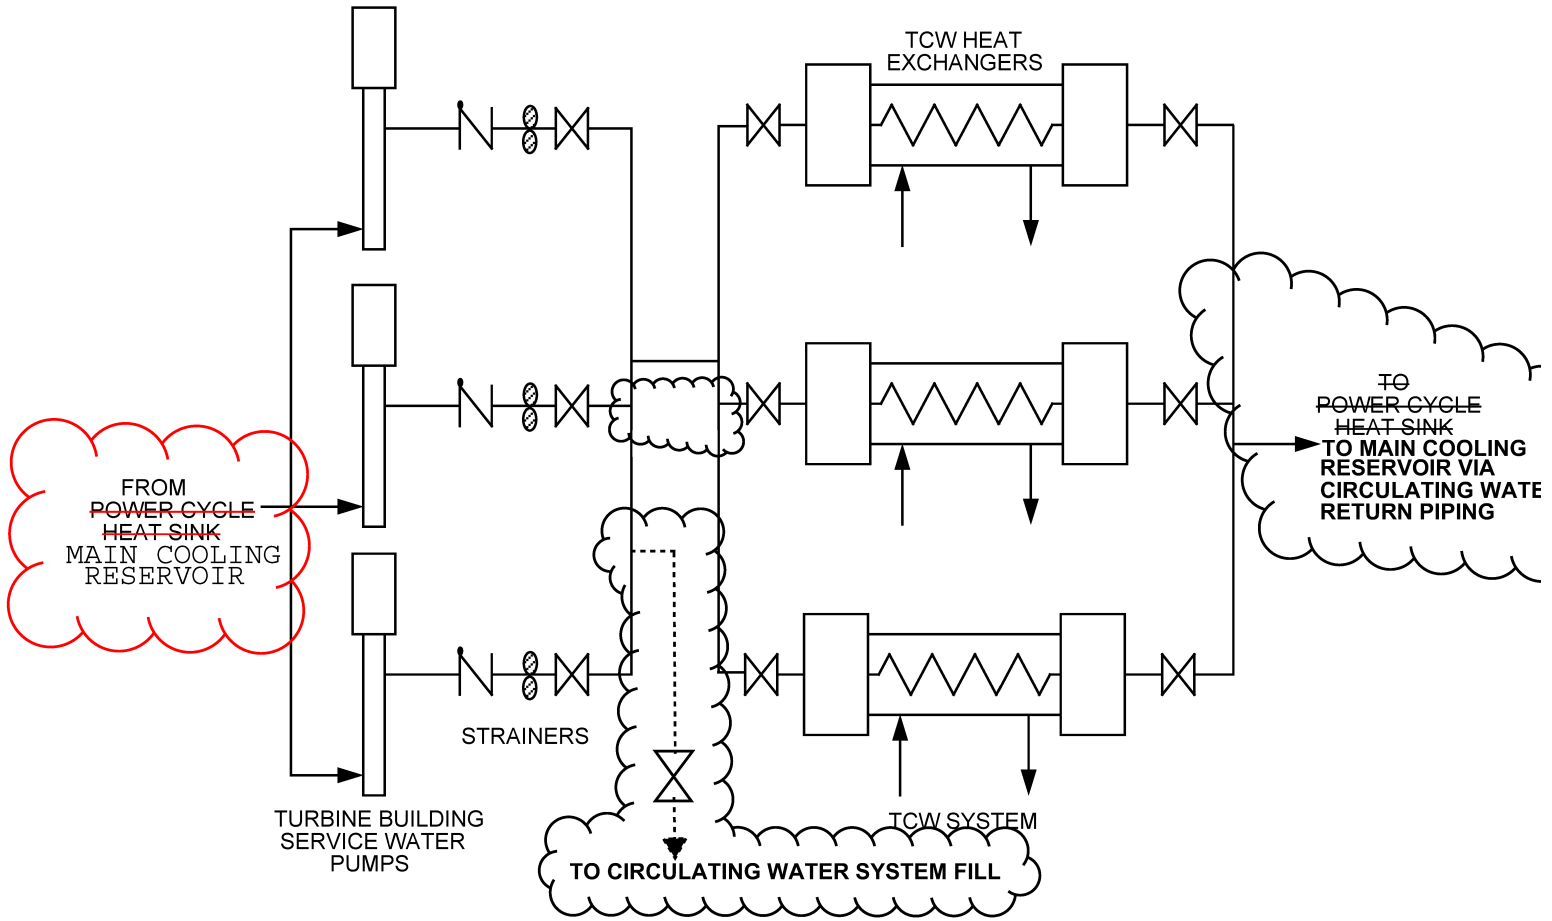 TCW HEAT
EXCHANGERS
TO
POWER CYCLE
HEAT SINK
TO MAIN COOLING
RESERVOIR VIA
CIRCULATING WATE
RETURN PIPING
FROM
POWER CYCLE
HEAT SINK
MAIN COOLING
RESERVOIR
STRAINERS
TURBINE BUILDING
SERVICE WATER
PUMPS
TCW SYSTEM
TO CIRCULATING WATER SYSTEM FILL